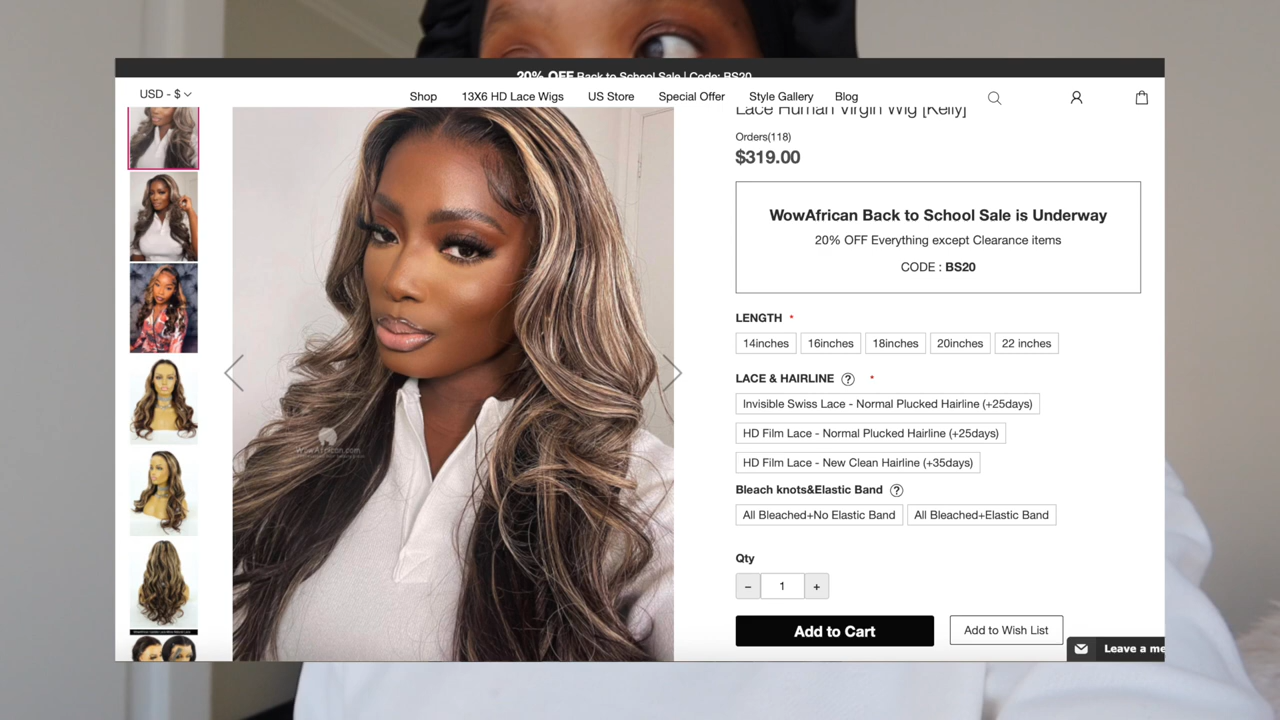 20% OFF Back to School Sale | Code: BS20
USD - $
Shop 13X6 HD Lace Wigs US Store Special Offer Style Gallery Blog
Lace Human Virgin Wig [Kelly]
Orders(118)
$319.00
WowAfrican Back to School Sale is Underway
20% OFF Everything except Clearance items
CODE : BS20
LENGTH *
14inches 16inches 18inches 20inches 22 inches
LACE & HAIRLINE ? *
Invisible Swiss Lace - Normal Plucked Hairline (+25days)
HD Film Lace - Normal Plucked Hairline (+25days)
HD Film Lace - New Clean Hairline (+35days)
Bleach knots&Elastic Band ?
All Bleached+No Elastic Band All Bleached+Elastic Band
Qty
− 1 +
Add to Cart Add to Wish List
Leave a me
WowAfrican.com